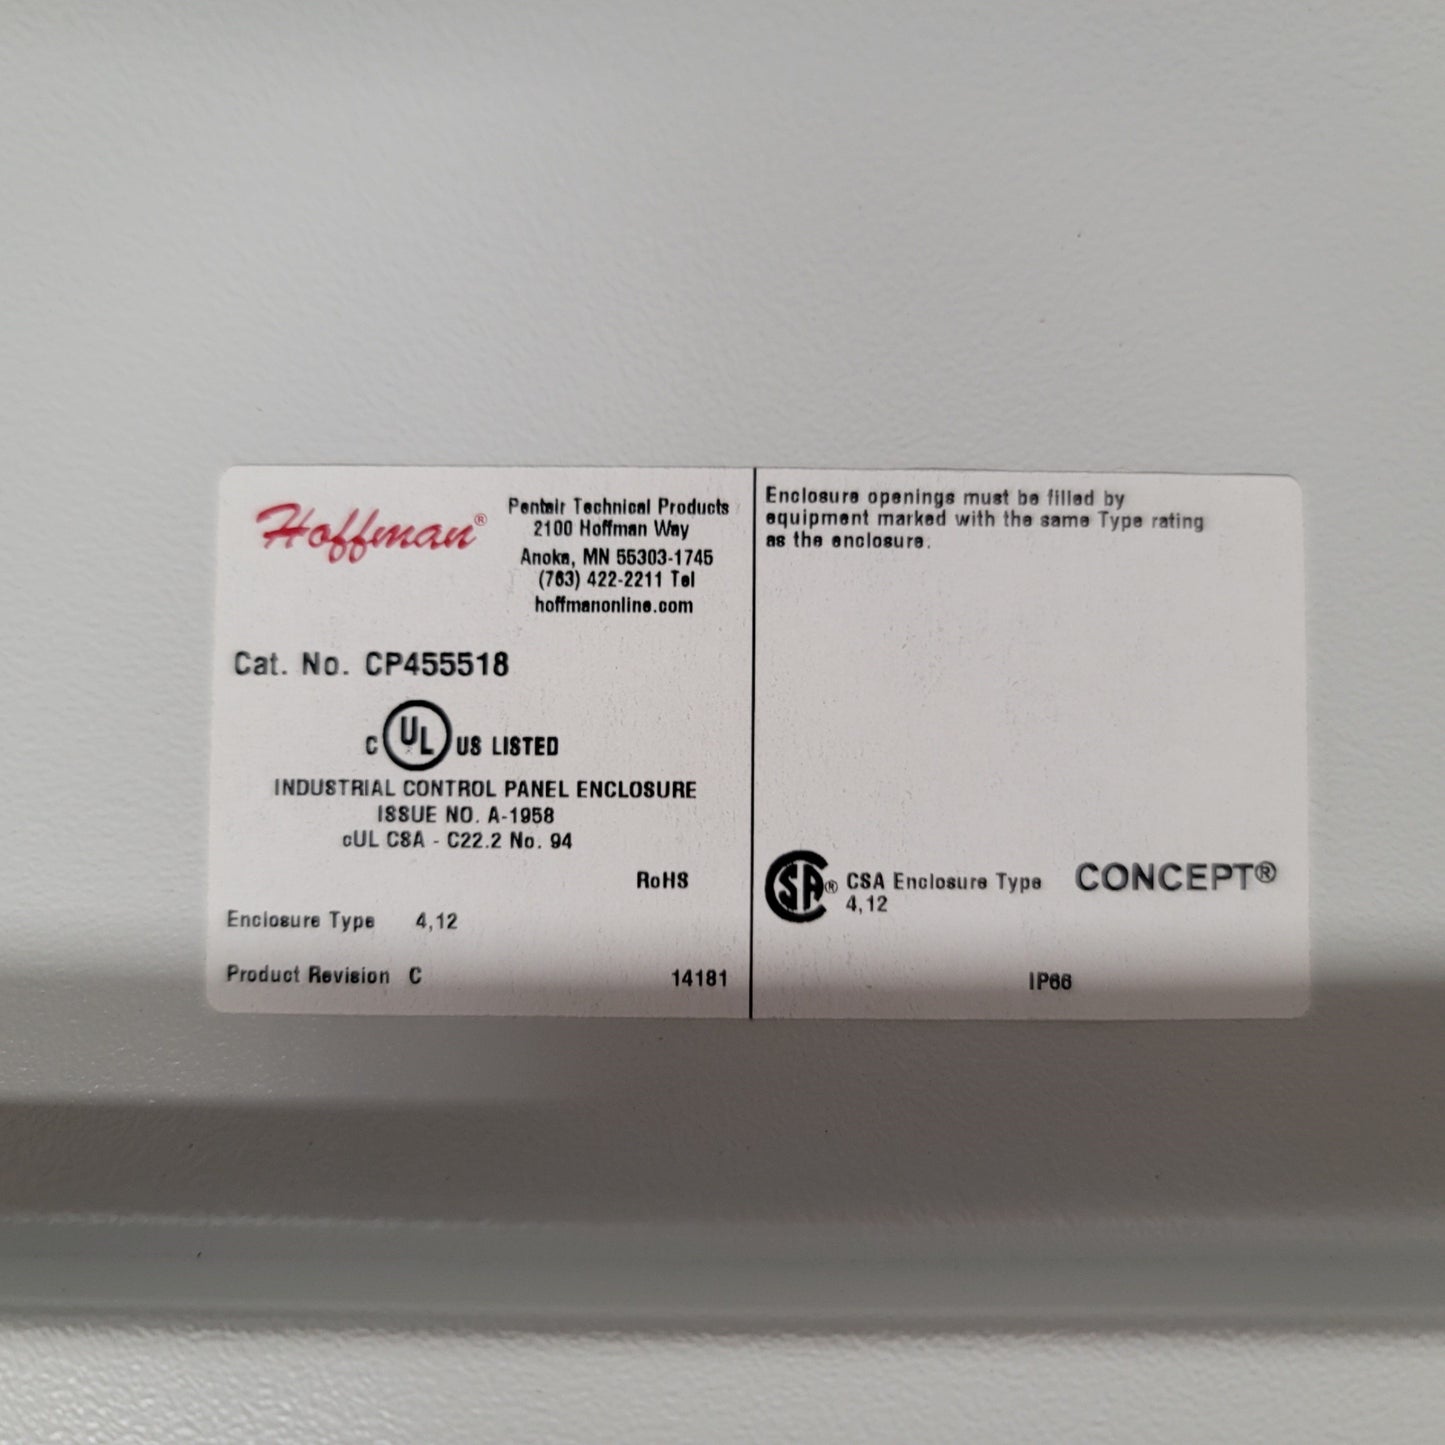 Hoffman®
Pentair Technical Products
2100 Hoffman Way
Anoka, MN 55303-1745
(763) 422-2211 Tel
hoffmanonline.com
Cat. No. CP455518
C UL US LISTED
INDUSTRIAL CONTROL PANEL ENCLOSURE
ISSUE NO. A-1958
cUL CSA - C22.2 No. 94
RoHS
Enclosure Type 4,12
Product Revision C 14181
Enclosure openings must be filled by
equipment marked with the same Type rating
as the enclosure.
SA® CSA Enclosure Type CONCEPT®
4,12
IP66